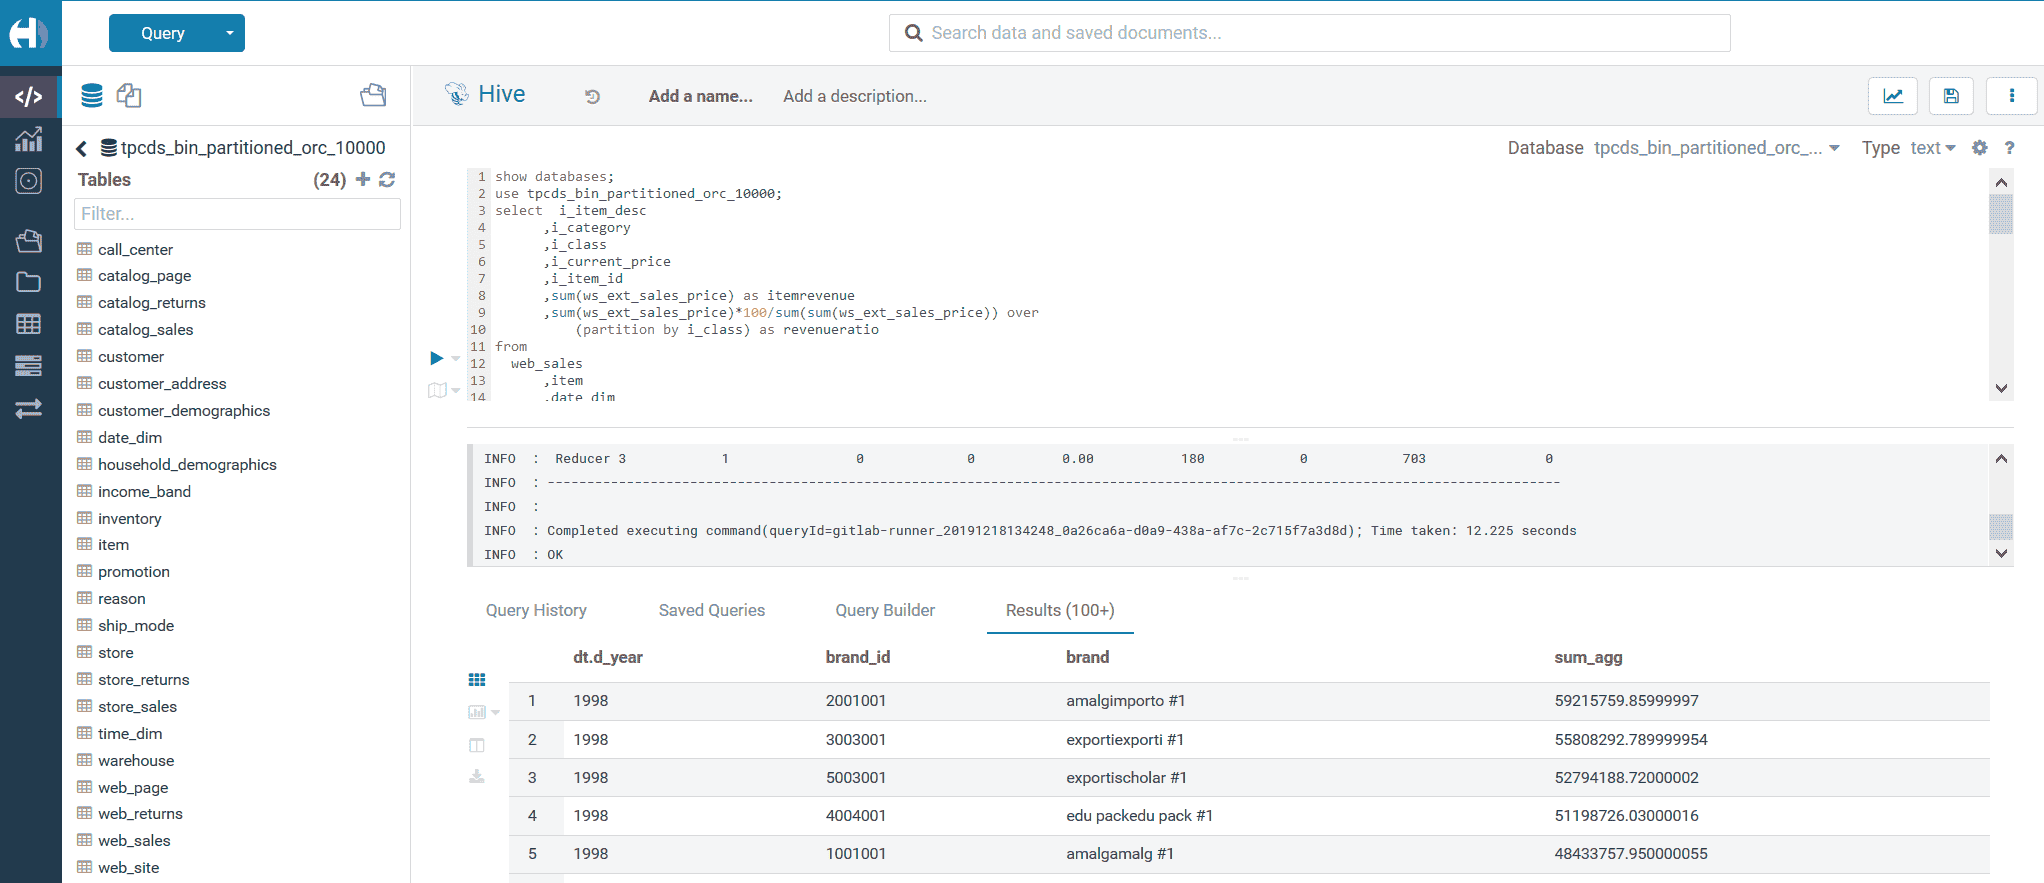 Query
Search data and saved documents...
Hive
Add a name...
Add a description...
tpcds_bin_partitioned_orc_10000
Tables (24)
Filter...
call_center
catalog_page
catalog_returns
catalog_sales
customer
customer_address
customer_demographics
date_dim
household_demographics
income_band
inventory
item
promotion
reason
ship_mode
store
store_returns
store_sales
time_dim
warehouse
web_page
web_returns
web_sales
web_site
Database tpcds_bin_partitioned_orc_... Type text ?
1 show databases;
2 use tpcds_bin_partitioned_orc_10000;
3 select i_item_desc
4 ,i_category
5 ,i_class
6 ,i_current_price
7 ,i_item_id
8 ,sum(ws_ext_sales_price) as itemrevenue
9 ,sum(ws_ext_sales_price)*100/sum(sum(ws_ext_sales_price)) over
10 (partition by i_class) as revenueratio
11 from
12 web_sales
13 ,item
14 ,date_dim
INFO : Reducer 3 1 0 0 0.00 180 0 703 0
INFO : --------------------------------------------------------------------------------------------------------------------------------
INFO :
INFO : Completed executing command(queryId=gitlab-runner_20191218134248_0a26ca6a-d0a9-438a-af7c-2c715f7a3d8d); Time taken: 12.225 seconds
INFO : OK
Query History Saved Queries Query Builder Results (100+)
dt.d_year brand_id brand sum_agg
1 1998 2001001 amalgimporto #1 59215759.85999997
2 1998 3003001 exportiexporti #1 55808292.789999954
3 1998 5003001 exportischolar #1 52794188.72000002
4 1998 4004001 edu packedu pack #1 51198726.03000016
5 1998 1001001 amalgamalg #1 48433757.950000055